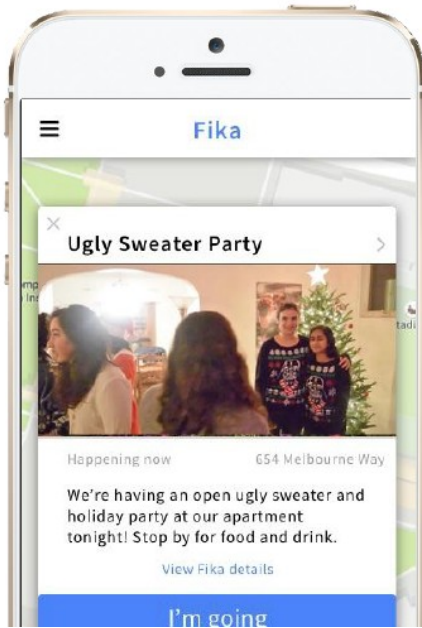 Fika
Ugly Sweater Party
Happening now 654 Melbourne Way
We're having an open ugly sweater and
holiday party at our apartment
tonight! Stop by for food and drink.
View Fika details
I'm going